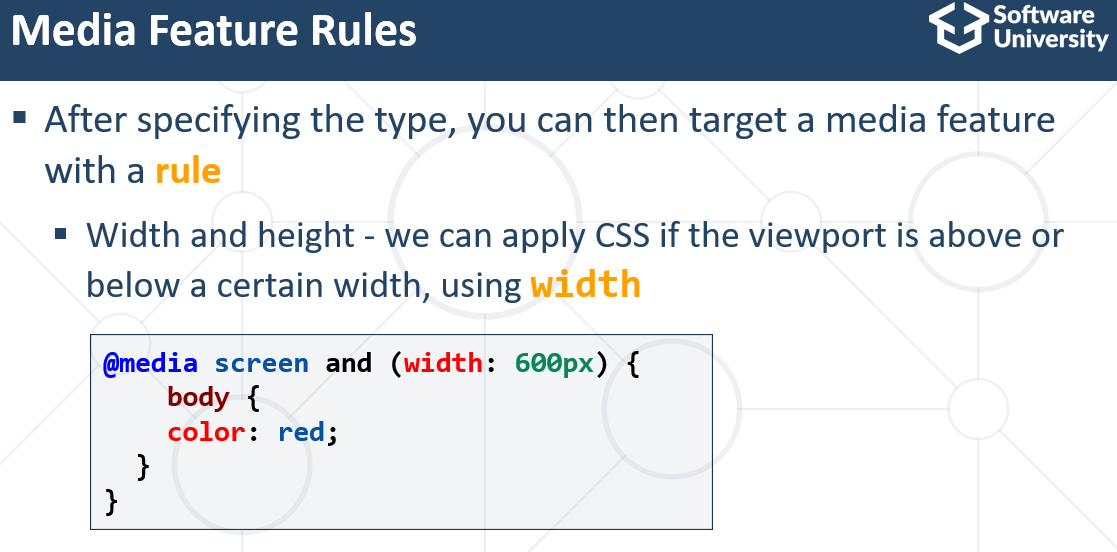 Media Feature Rules
Software
University
▪ After specifying the type, you can then target a media feature
with a rule
▪ Width and height - we can apply CSS if the viewport is above or
below a certain width, using width
@media screen and (width: 600px) {
    body {
    color: red;
  }
}